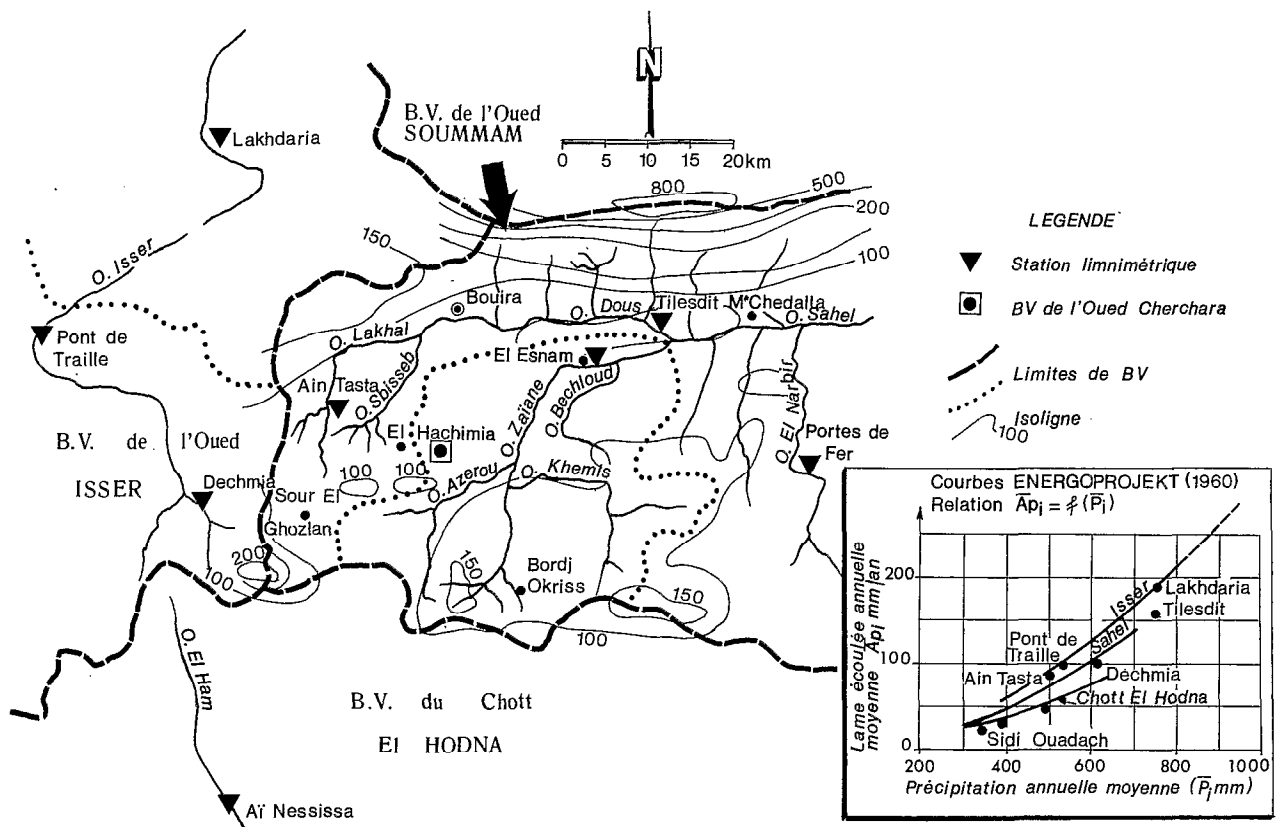 B.V. de l'Oued
SOUMMAM
N
0 5 10 15 20km
Lakhdaria
800
500
200
100
150
O. Isser
LEGENDE
Station limnimétrique
BV de l'Oued Cherchara
Limites de BV
Isoligne
100
Bouira
O. Dous
Tilesdit
M'Chedalla
O. Sahel
O. Lakhal
Pont de
Traille
El Esnam
Ain Tasta
O. Sbisseb
O. Zaïane
O. Bechloud
O. El Narbir
B.V. de l'Oued
ISSER
El Hachimia
Portes de
Fer
Dechmia
Sour El
Ghozlan
100
100
O. Azerou
O. Khemis
200
100
150
Bordj
Okriss
150
100
O. El Ham
B.V. du Chott
El HODNA
Aï Nessissa
Courbes ENERGOPROJEKT (1960)
Relation A̅pi = f (P̅i)
Lame écoulée annuelle
moyenne Api mm/an
200
100
0
Isser
Lakhdaria
Tilesdit
Pont de
Traille
Sahel
Ain Tasta
Dechmia
Chott El Hodna
Sidi Ouadach
200 400 600 800 1000
Précipitation annuelle moyenne (P̅i mm)